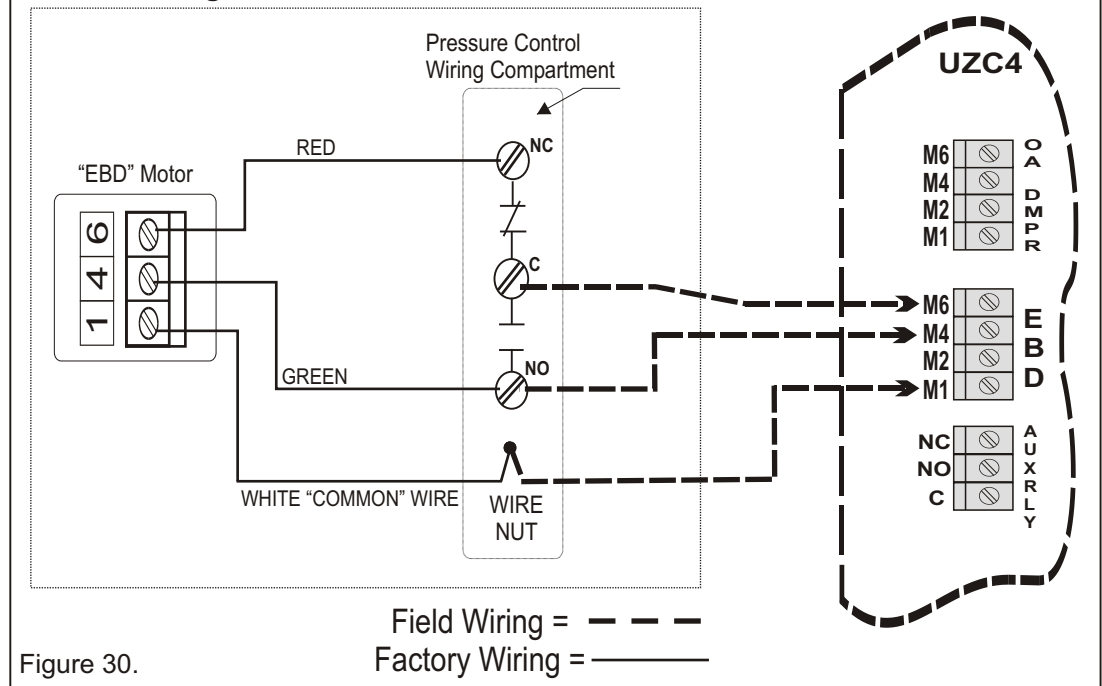 Pressure Control
Wiring Compartment
UZC4
NC
RED
"EBD" Motor
6
4
1
C
NO
GREEN
WHITE "COMMON" WIRE
WIRE
NUT
M6
M4
M2
M1
OA DMPR
M6
M4
M2
M1
EBD
NC
NO
C
AUXRLY
Field Wiring =
Factory Wiring =
Figure 30.